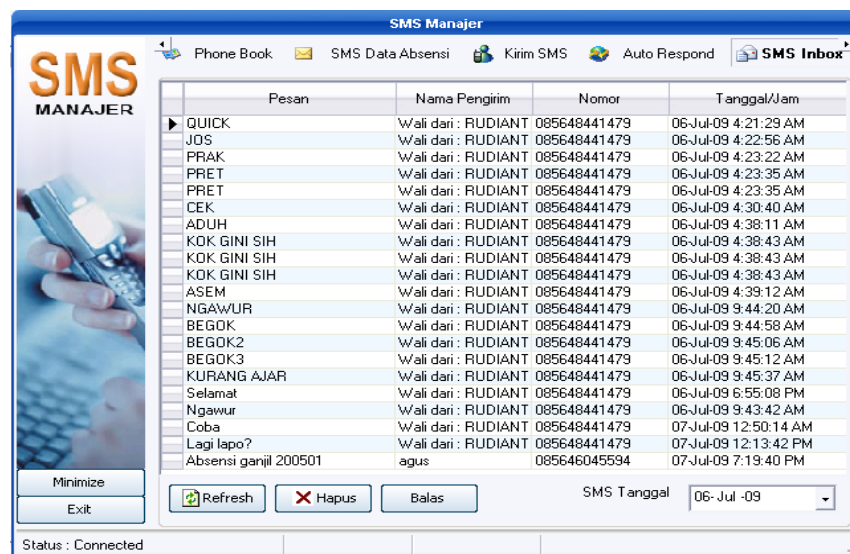 SMS Manajer
SMS
MANAJER
Phone Book SMS Data Absensi Kirim SMS Auto Respond SMS Inbox
Pesan Nama Pengirim Nomor Tanggal/Jam
QUICK Wali dari : RUDIANT 085648441479 06-Jul-09 4:21:29 AM
JOS Wali dari : RUDIANT 085648441479 06-Jul-09 4:22:56 AM
PRAK Wali dari : RUDIANT 085648441479 06-Jul-09 4:23:22 AM
PRET Wali dari : RUDIANT 085648441479 06-Jul-09 4:23:35 AM
PRET Wali dari : RUDIANT 085648441479 06-Jul-09 4:23:35 AM
CEK Wali dari : RUDIANT 085648441479 06-Jul-09 4:30:40 AM
ADUH Wali dari : RUDIANT 085648441479 06-Jul-09 4:38:11 AM
KOK GINI SIH Wali dari : RUDIANT 085648441479 06-Jul-09 4:38:43 AM
KOK GINI SIH Wali dari : RUDIANT 085648441479 06-Jul-09 4:38:43 AM
KOK GINI SIH Wali dari : RUDIANT 085648441479 06-Jul-09 4:38:43 AM
ASEM Wali dari : RUDIANT 085648441479 06-Jul-09 4:39:12 AM
NGAWUR Wali dari : RUDIANT 085648441479 06-Jul-09 9:44:20 AM
BEGOK Wali dari : RUDIANT 085648441479 06-Jul-09 9:44:58 AM
BEGOK2 Wali dari : RUDIANT 085648441479 06-Jul-09 9:45:06 AM
BEGOK3 Wali dari : RUDIANT 085648441479 06-Jul-09 9:45:12 AM
KURANG AJAR Wali dari : RUDIANT 085648441479 06-Jul-09 9:45:37 AM
Selamat Wali dari : RUDIANT 085648441479 06-Jul-09 6:55:08 PM
Ngawur Wali dari : RUDIANT 085648441479 06-Jul-09 9:43:42 AM
Coba Wali dari : RUDIANT 085648441479 07-Jul-09 12:50:14 AM
Lagi lapo? Wali dari : RUDIANT 085648441479 07-Jul-09 12:13:42 PM
Absensi ganjil 200501 agus 085646045594 07-Jul-09 7:19:40 PM
Minimize
Exit
Refresh Hapus Balas SMS Tanggal 06- Jul -09
Status : Connected